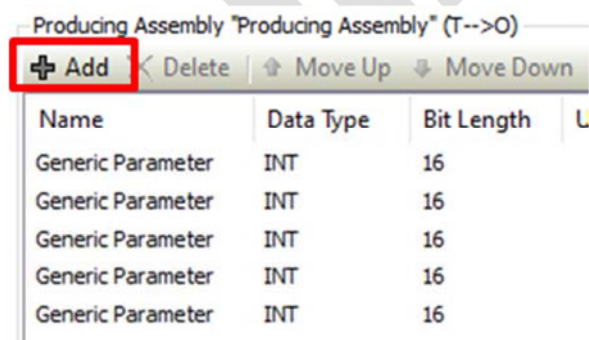 Producing Assembly "Producing Assembly" (T-->O)
Add Delete Move Up Move Down
Name Data Type Bit Length U
Generic Parameter INT 16
Generic Parameter INT 16
Generic Parameter INT 16
Generic Parameter INT 16
Generic Parameter INT 16